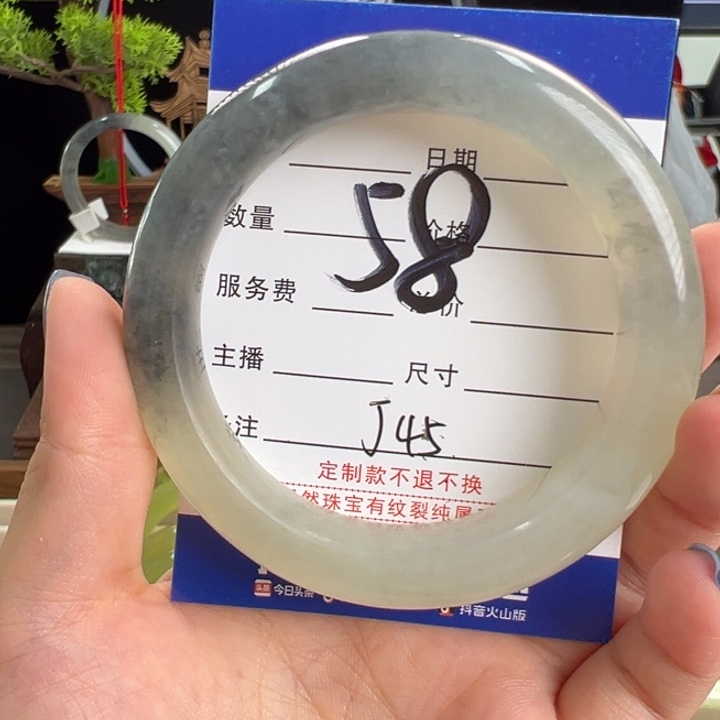 日期
58
数量 价格
服务费 价
主播 尺寸
注 J45
定制款不退不换
然珠宝有纹裂纯属
头条 今日头条 抖音火山版